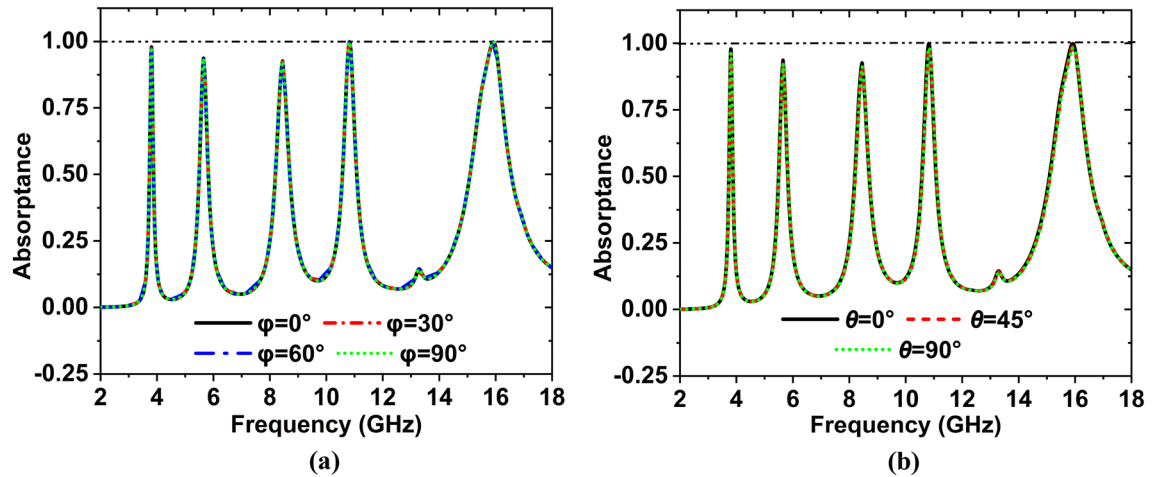 1.00
0.75
0.50
0.25
0.00
-0.25
Absorptance
φ=0° φ=30°
φ=60° φ=90°
2 4 6 8 10 12 14 16 18
Frequency (GHz)
(a)
1.00
0.75
0.50
0.25
0.00
-0.25
Absorptance
θ=0° θ=45°
θ=90°
2 4 6 8 10 12 14 16 18
Frequency (GHz)
(b)